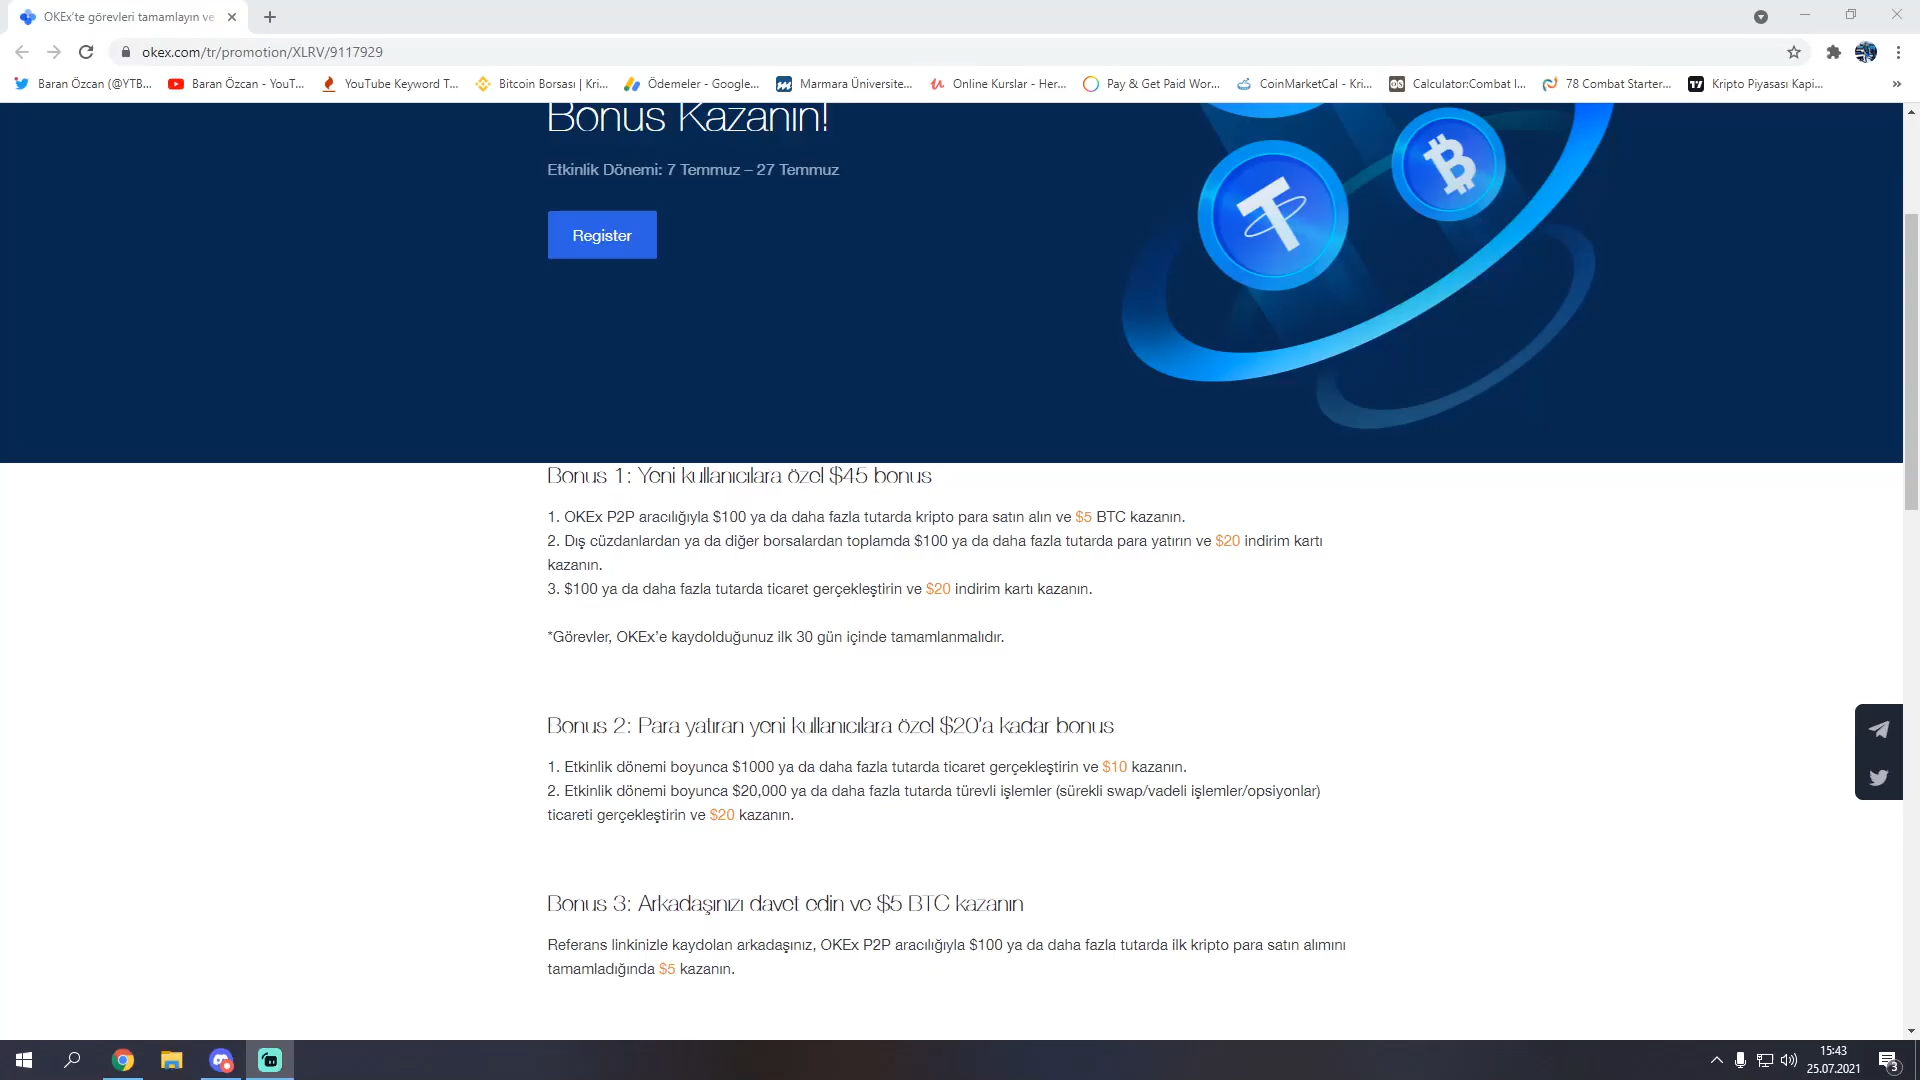 OKEx'te görevleri tamamlayın ve
okex.com/tr/promotion/XLRV/9117929
Baran Özcan (@YTB...
Baran Özcan - YouT...
YouTube Keyword T...
Bitcoin Borsası | Kri...
Ödemeler - Google...
Marmara Üniversite...
Online Kurslar - Her...
Pay & Get Paid Wor...
CoinMarketCal - Kri...
Calculator:Combat l...
78 Combat Starter...
Kripto Piyasası Kapi...
»
Bonus Kazanın!
Etkinlik Dönemi: 7 Temmuz – 27 Temmuz
Register
Bonus 1: Yeni kullanıcılara özel $45 bonus
1. OKEx P2P aracılığıyla $100 ya da daha fazla tutarda kripto para satın alın ve $5 BTC kazanın.
2. Dış cüzdanlardan ya da diğer borsalardan toplamda $100 ya da daha fazla tutarda para yatırın ve $20 indirim kartı
kazanın.
3. $100 ya da daha fazla tutarda ticaret gerçekleştirin ve $20 indirim kartı kazanın.
*Görevler, OKEx'e kaydolduğunuz ilk 30 gün içinde tamamlanmalıdır.
Bonus 2: Para yatıran yeni kullanıcılara özel $20'a kadar bonus
1. Etkinlik dönemi boyunca $1000 ya da daha fazla tutarda ticaret gerçekleştirin ve $10 kazanın.
2. Etkinlik dönemi boyunca $20,000 ya da daha fazla tutarda türevli işlemler (sürekli swap/vadeli işlemler/opsiyonlar)
ticareti gerçekleştirin ve $20 kazanın.
Bonus 3: Arkadaşınızı davet edin ve $5 BTC kazanın
Referans linkinizle kaydolan arkadaşınız, OKEx P2P aracılığıyla $100 ya da daha fazla tutarda ilk kripto para satın alımını
tamamladığında $5 kazanın.
15:43
25.07.2021
3